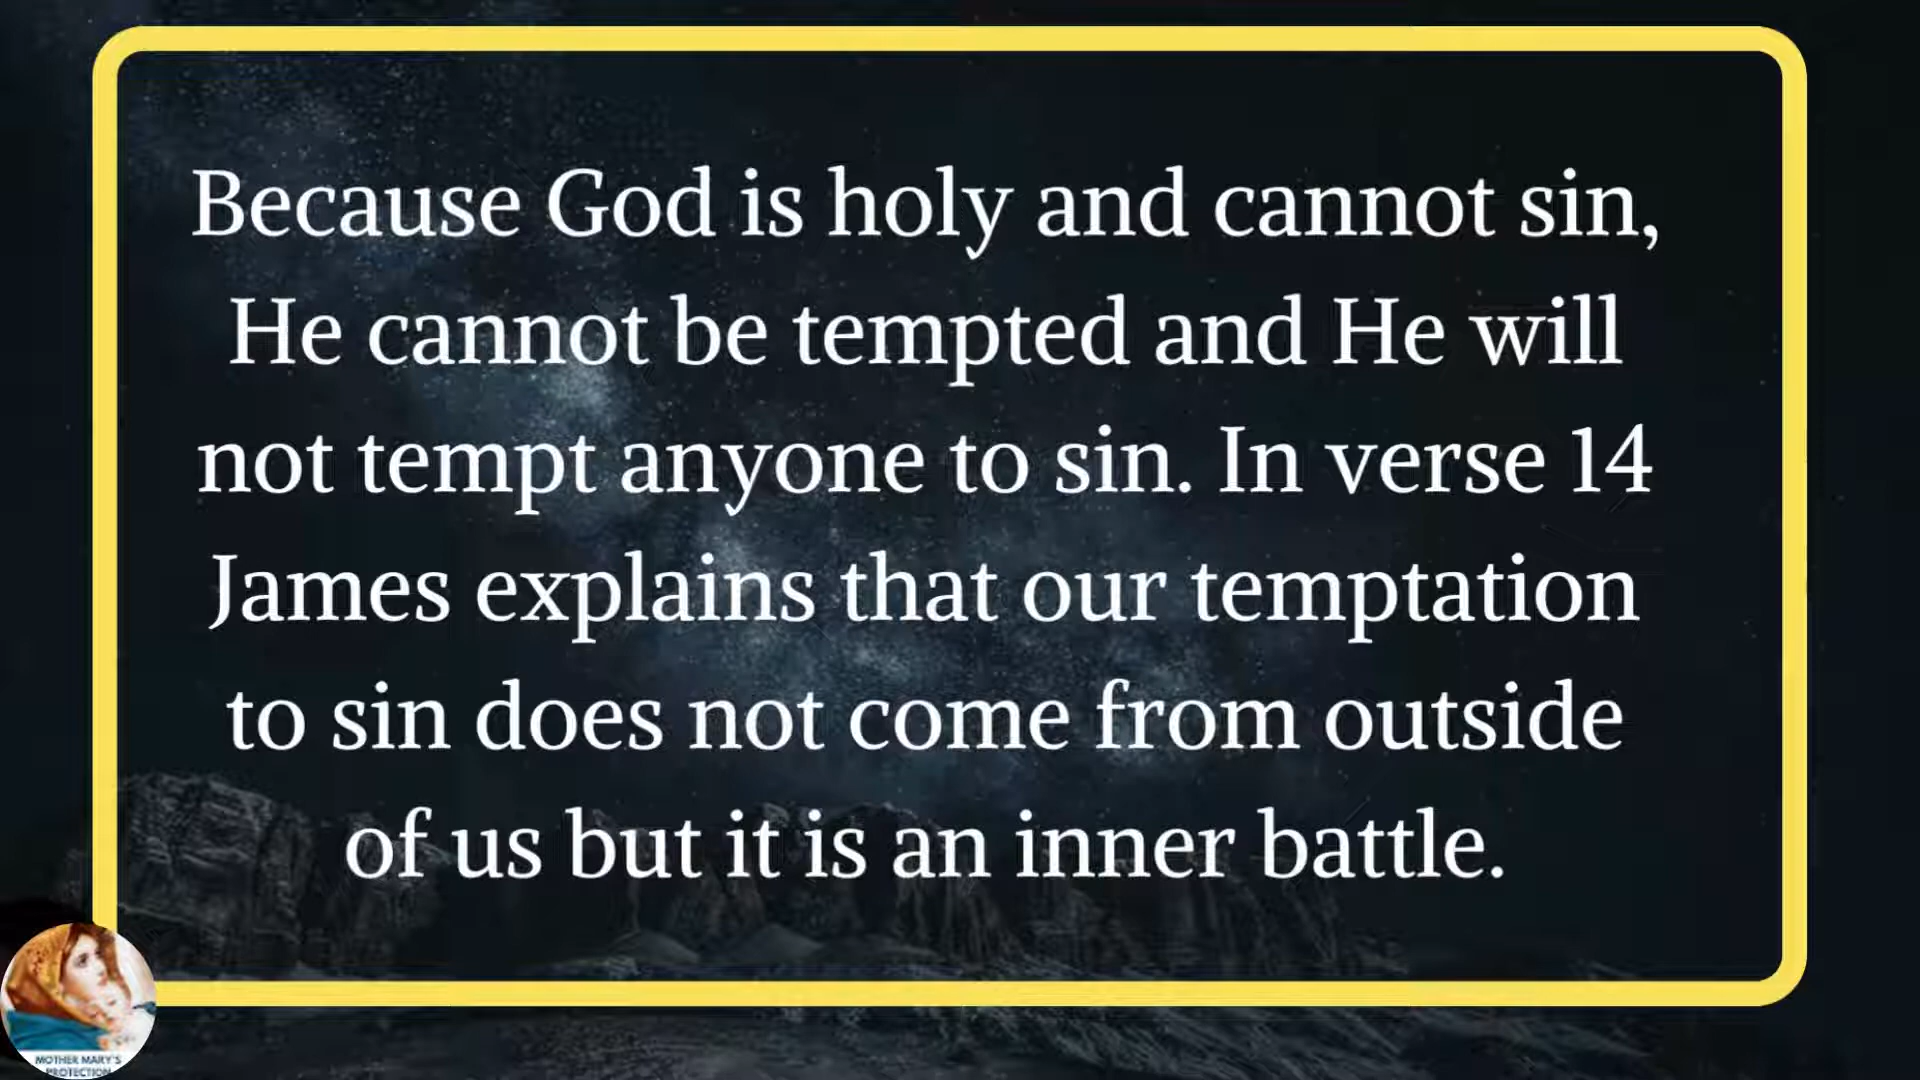 Because God is holy and cannot sin,
He cannot be tempted and He will
not tempt anyone to sin. In verse 14
James explains that our temptation
to sin does not come from outside
of us but it is an inner battle.
MOTHER MARY'S
PROTECTION